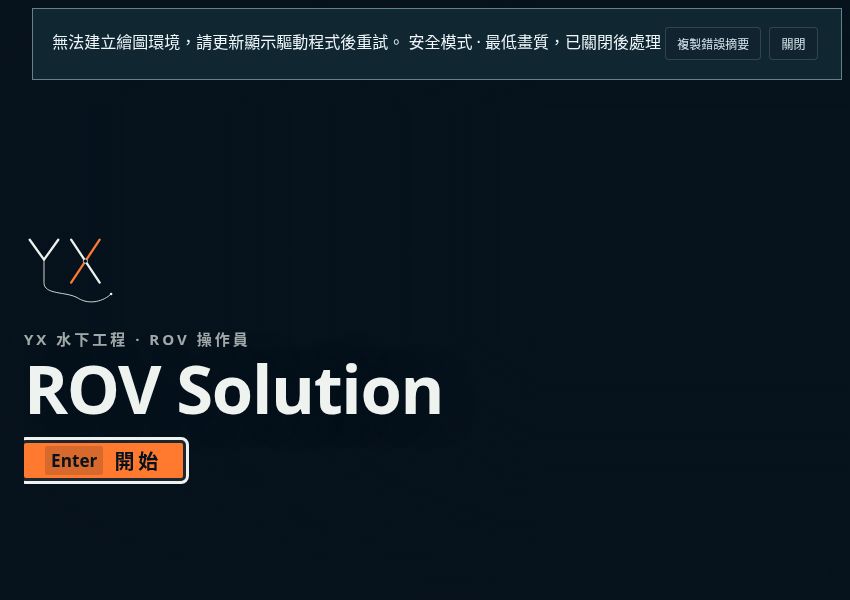 無法建立繪圖環境，請更新顯示驅動程式後重試。 安全模式 · 最低畫質，已關閉後處理
複製錯誤摘要
關閉
YX
YX 水下工程 · ROV 操作員
ROV Solution
Enter 開始